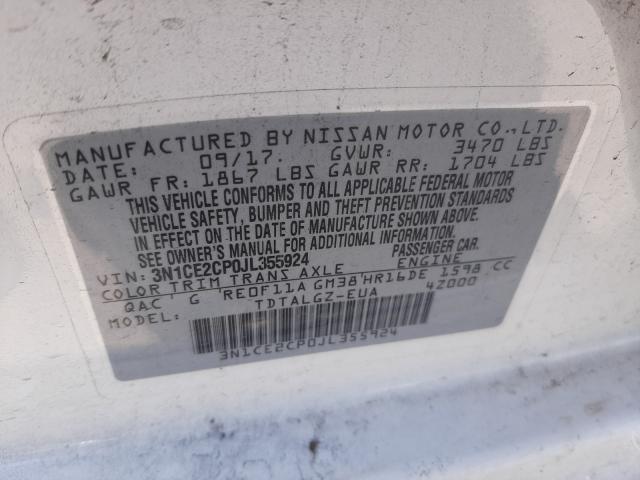 MANUFACTURED BY NISSAN MOTOR CO.,LTD.
DATE: 09/17. GVWR: 3470 LBS
GAWR FR: 1867 LBS GAWR RR: 1704 LBS
THIS VEHICLE CONFORMS TO ALL APPLICABLE FEDERAL MOTOR
VEHICLE SAFETY, BUMPER AND THEFT PREVENTION STANDARDS
IN EFFECT ON THE DATE OF MANUFACTURE SHOWN ABOVE.
SEE OWNER'S MANUAL FOR ADDITIONAL INFORMATION.
VIN: 3N1CE2CP0JL355924 PASSENGER CAR.
COLOR TRIM TRANS AXLE ENGINE
QAC G RE0F11A GM38 HR16DE 1598 CC
MODEL: TDTALGZ-EUA 4Z000
3N1CE2CP0JL355924